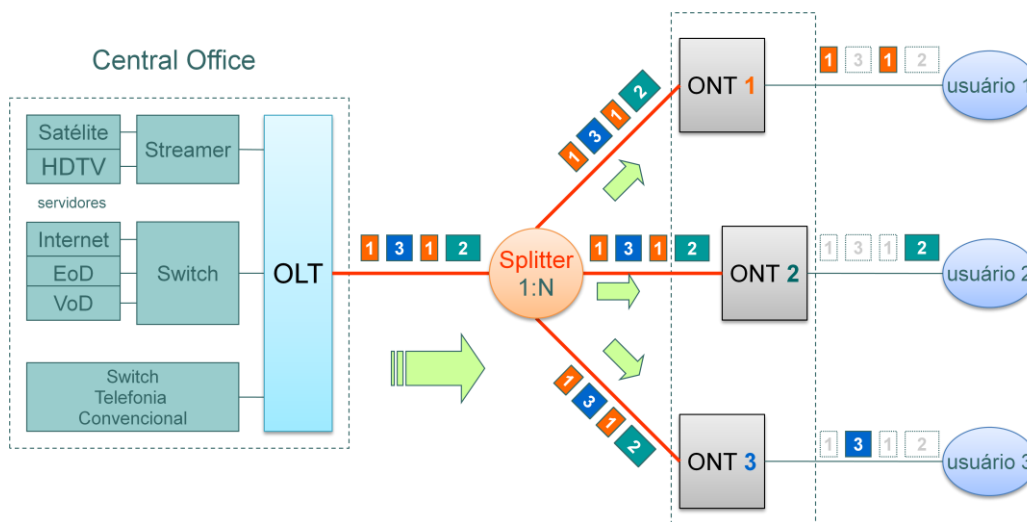 Central Office
Satélite
HDTV
Streamer
servidores
Internet
EoD
VoD
Switch
Switch
Telefonia
Convencional
OLT
1 3 1 2
Splitter
1:N
1 3 1 2
1 3 1 2
1 3 1 2
ONT 1
1 3 1 2
usuário 1
ONT 2
1 3 1 2
usuário 2
ONT 3
1 3 1 2
usuário 3